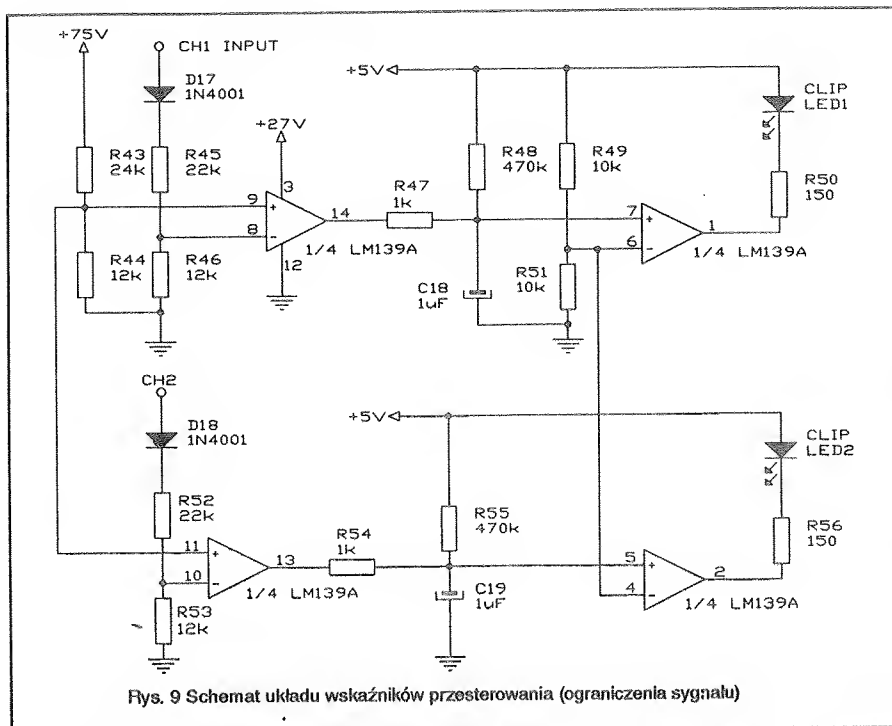 +75V
CH1 INPUT
D17
1N4001
+27V
R43
24k
R45
22k
9
+
3
8
-
12
14
1/4 LM139A
R44
12k
R46
12k
R47
1k
+5V
R48
470k
R49
10k
C18
1uF
R51
10k
7
+
6
-
1
1/4 LM139A
CLIP
LED1
R50
150
CH2
D18
1N4001
R52
22k
11
+
10
-
13
1/4 LM139A
R53
12k
R54
1k
+5V
R55
470k
C19
1uF
5
+
4
-
2
1/4 LM139A
CLIP
LED2
R56
150
Rys. 9 Schemat układu wskaźników przesterowania (ograniczenia sygnału)